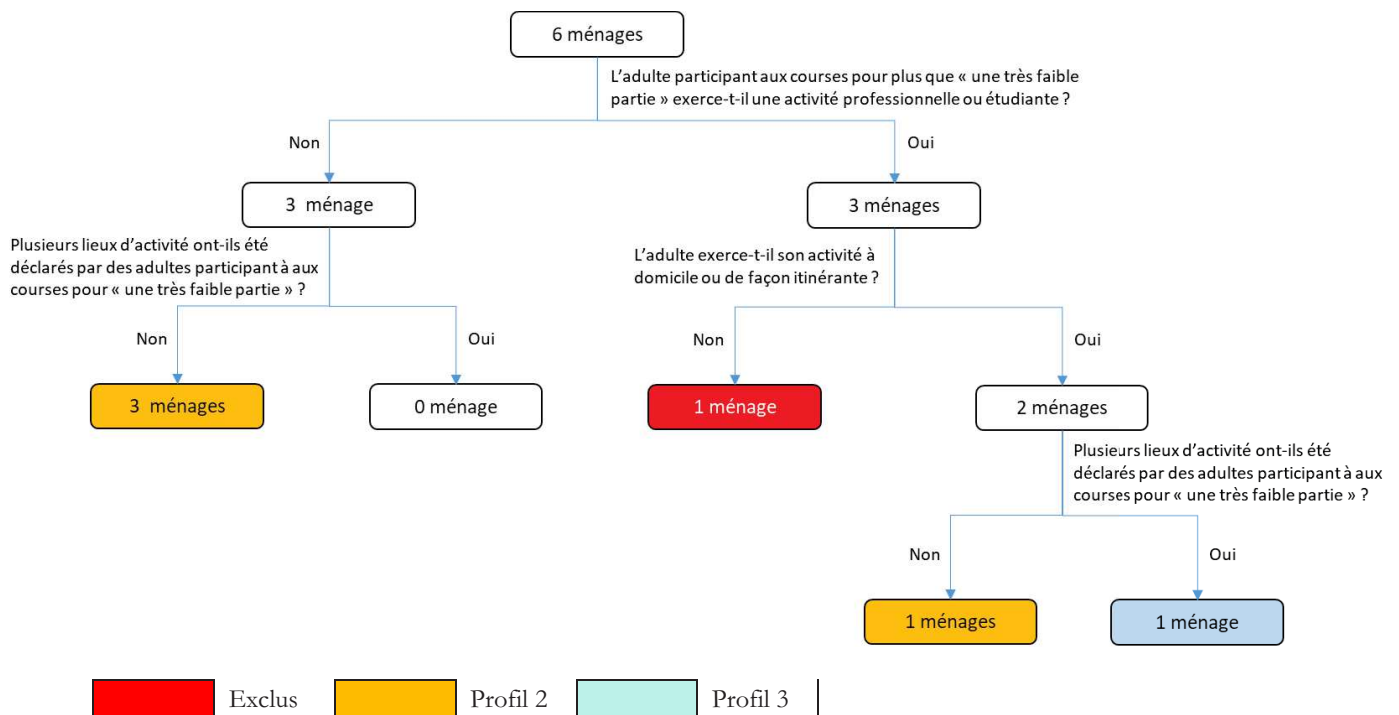 6 ménages
L’adulte participant aux courses pour plus que « une très faible
partie » exerce-t-il une activité professionnelle ou étudiante ?
Non
Oui
3 ménage
3 ménages
Plusieurs lieux d’activité ont-ils été
déclarés par des adultes participant à aux
courses pour « une très faible partie » ?
L’adulte exerce-t-il son activité à
domicile ou de façon itinérante ?
Non
Oui
Non
Oui
3 ménages
0 ménage
1 ménage
2 ménages
Plusieurs lieux d’activité ont-ils été
déclarés par des adultes participant à aux
courses pour « une très faible partie » ?
Non
Oui
1 ménages
1 ménage
Exclus
Profil 2
Profil 3